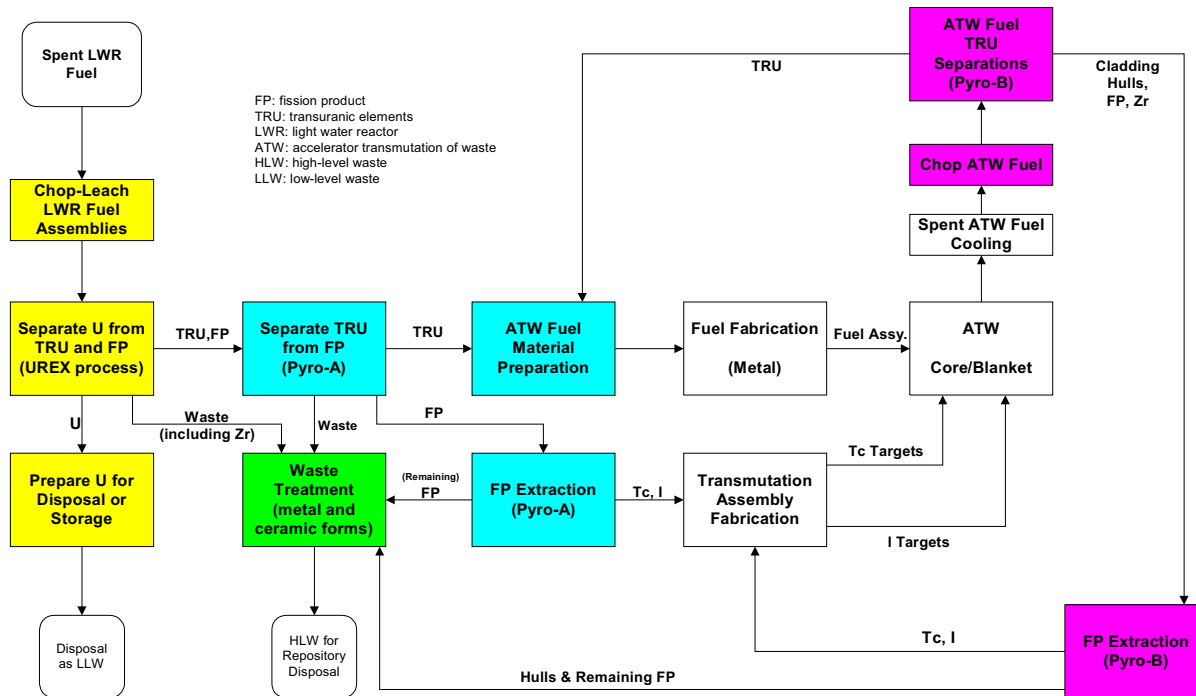 Spent LWR
Fuel
FP: fission product
TRU: transuranic elements
LWR: light water reactor
ATW: accelerator transmutation of waste
HLW: high-level waste
LLW: low-level waste
TRU
ATW Fuel
TRU
Separations
(Pyro-B)
Cladding
Hulls,
FP, Zr
Chop ATW Fuel
Chop-Leach
LWR Fuel
Assemblies
Spent ATW Fuel
Cooling
Separate U from
TRU and FP
(UREX process)
TRU,FP
Separate TRU
from FP
(Pyro-A)
TRU
ATW Fuel
Material
Preparation
Fuel Fabrication
(Metal)
Fuel Assy.
ATW
Core/Blanket
U
Waste
(including Zr)
Waste
FP
Tc Targets
Prepare U for
Disposal or
Storage
Waste
Treatment
(metal and
ceramic forms)
(Remaining)
FP
FP Extraction
(Pyro-A)
Tc, I
Transmutation
Assembly
Fabrication
I Targets
Disposal
as LLW
HLW for
Repository
Disposal
Tc, I
FP Extraction
(Pyro-B)
Hulls & Remaining FP